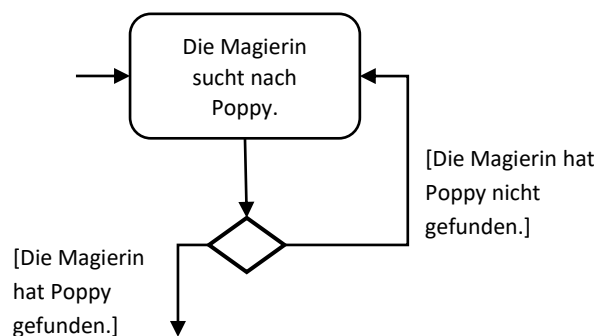 Die Magierin
sucht nach
Poppy.
[Die Magierin hat
Poppy nicht
gefunden.]
[Die Magierin
hat Poppy
gefunden.]